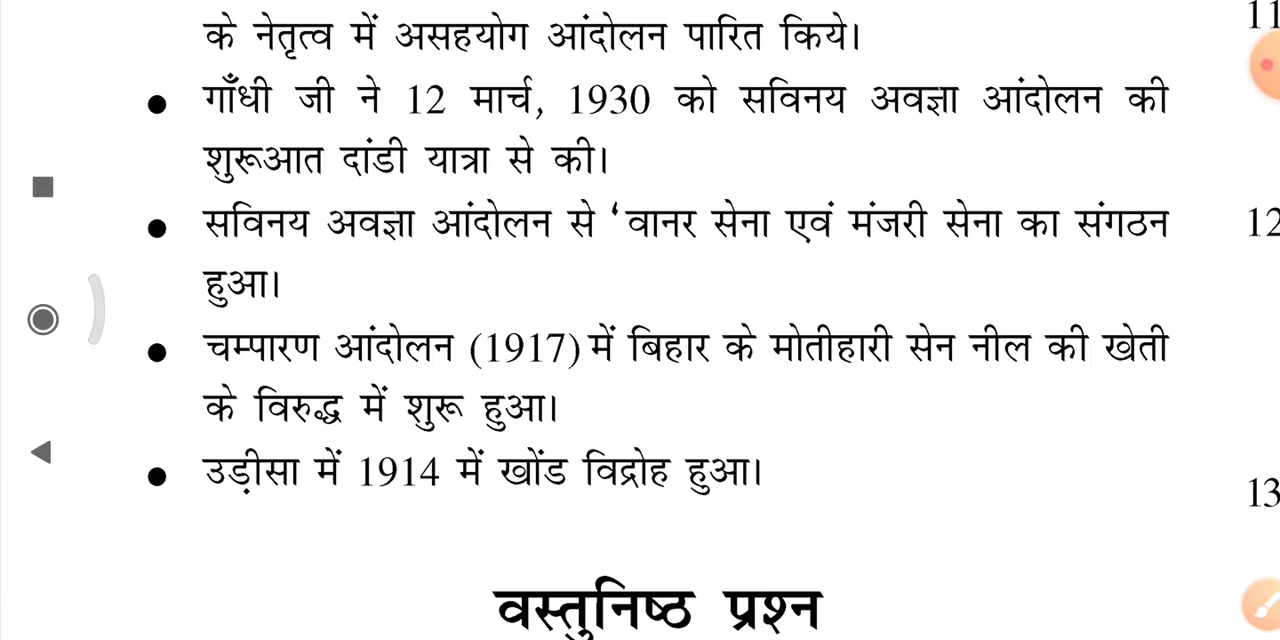 के नेतृत्व में असहयोग आंदोलन पारित किये।
11
● गाँधी जी ने 12 मार्च, 1930 को सविनय अवज्ञा आंदोलन की
शुरूआत दांडी यात्रा से की।
● सविनय अवज्ञा आंदोलन से ‘वानर सेना एवं मंजरी सेना का संगठन
12
हुआ।
● चम्पारण आंदोलन (1917) में बिहार के मोतीहारी सेन नील की खेती
के विरुद्ध में शुरू हुआ।
● उड़ीसा में 1914 में खोंड विद्रोह हुआ।
13
वस्तुनिष्ठ प्रश्न